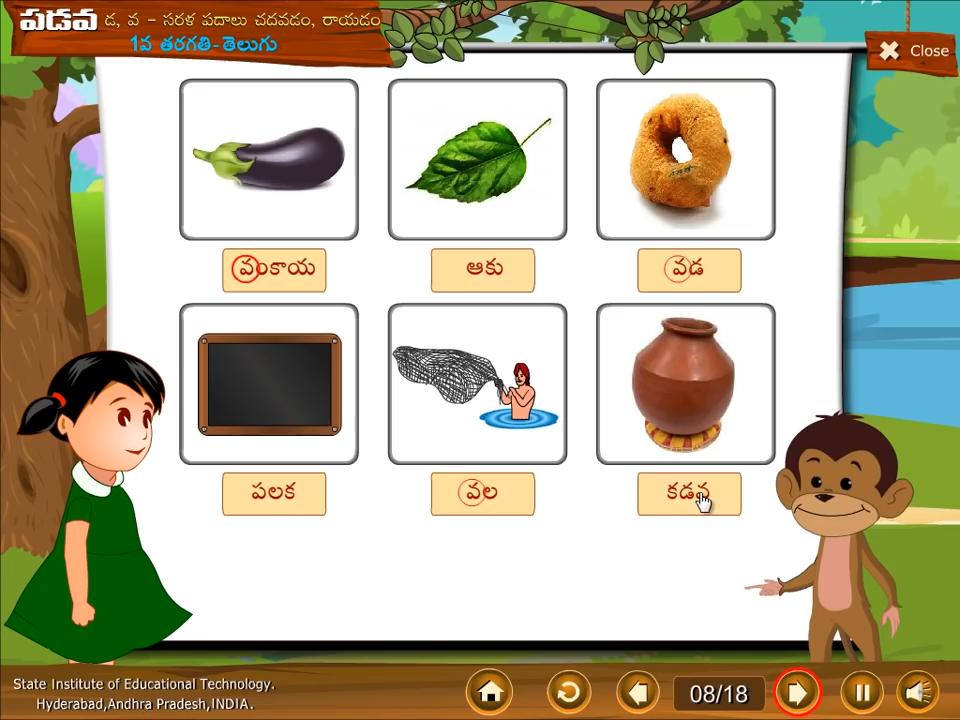 పడవ డ, వ - సరళ పదాలు చదవడం, రాయడం
1వ తరగతి-తెలుగు
Close
వంకాయ
ఆకు
వడ
పలక
వల
కడవ
State Institute of Educational Technology.
Hyderabad,Andhra Pradesh,INDIA.
08/18